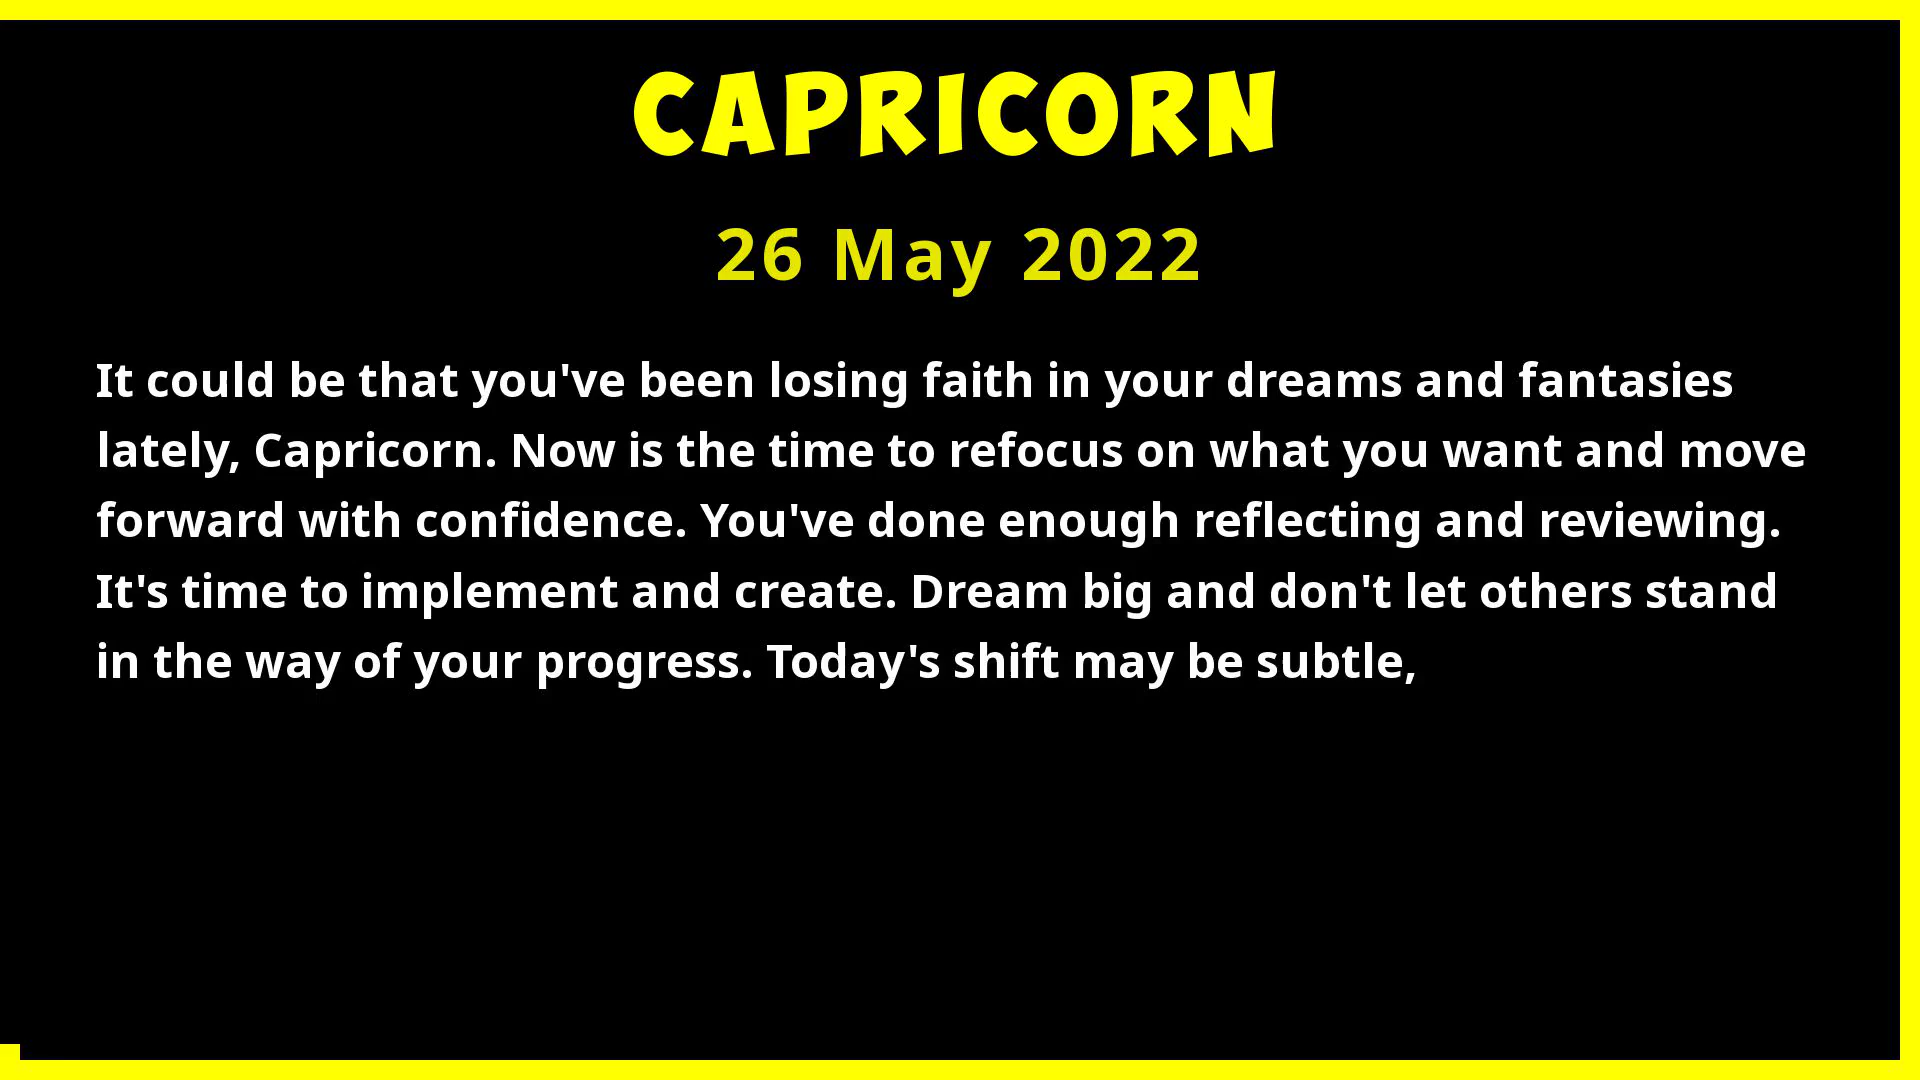 CAPRICORN
26 May 2022
It could be that you've been losing faith in your dreams and fantasies
lately, Capricorn. Now is the time to refocus on what you want and move
forward with confidence. You've done enough reflecting and reviewing.
It's time to implement and create. Dream big and don't let others stand
in the way of your progress. Today's shift may be subtle,